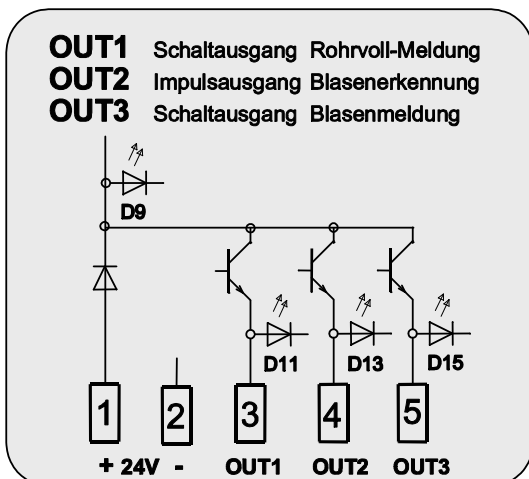 OUT1 Schaltausgang Rohrvoll-Meldung
OUT2 Impulsausgang Blasenerkennung
OUT3 Schaltausgang Blasenmeldung
D9
D11 D13 D15
1 2 3 4 5
+ 24V - OUT1 OUT2 OUT3